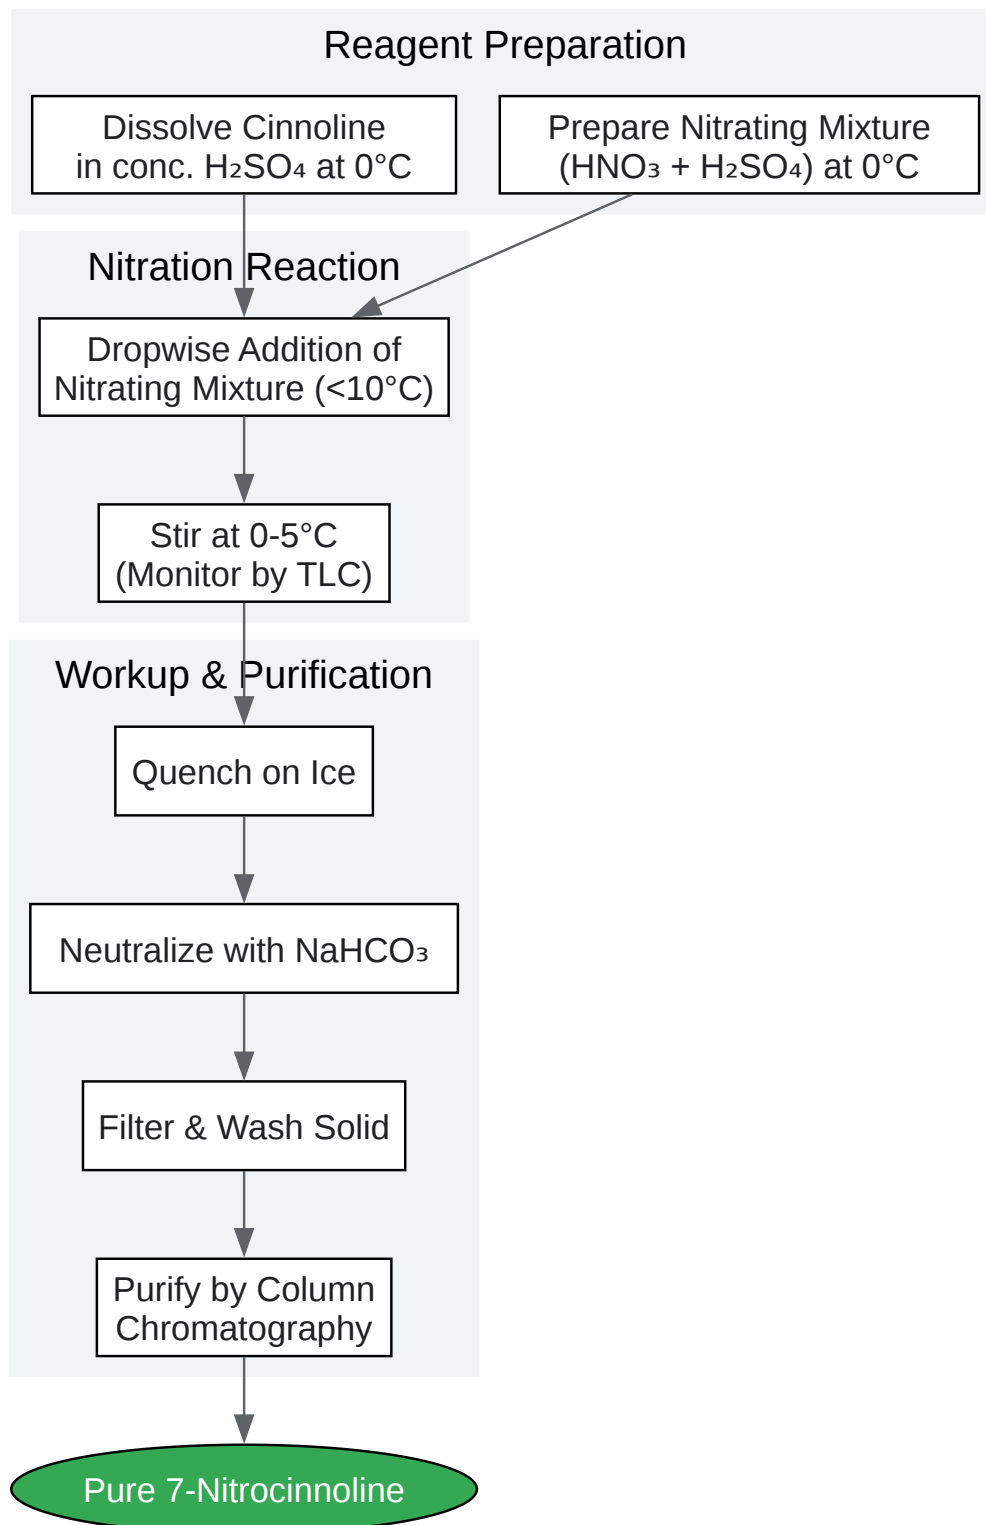 Reagent Preparation
Dissolve Cinnoline
in conc. H₂SO₄ at 0°C
Prepare Nitrating Mixture
(HNO₃ + H₂SO₄) at 0°C
Nitration Reaction
Dropwise Addition of
Nitrating Mixture (<10°C)
Stir at 0-5°C
(Monitor by TLC)
Workup & Purification
Quench on Ice
Neutralize with NaHCO₃
Filter & Wash Solid
Purify by Column
Chromatography
Pure 7-Nitrocinnoline